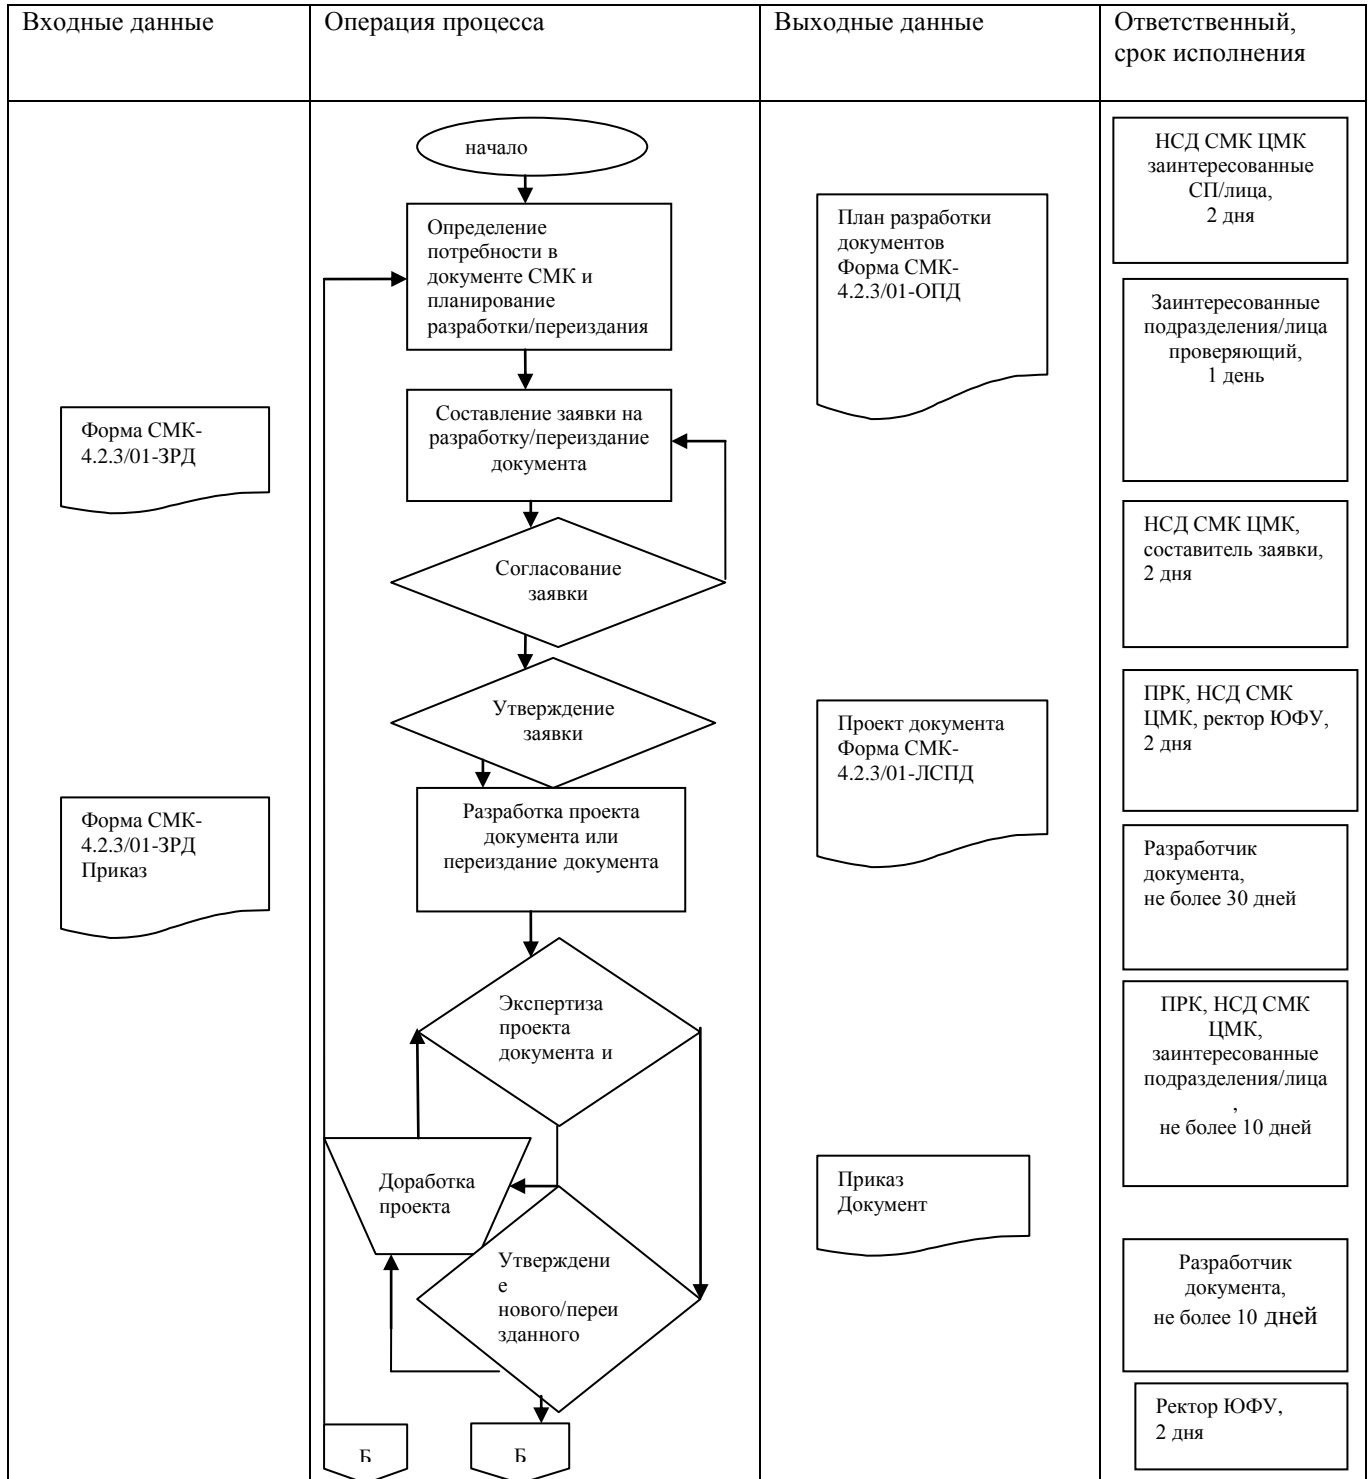 Входные данные
Операция процесса
Выходные данные
Ответственный,
срок исполнения
Форма СМК-
4.2.3/01-ЗРД
Форма СМК-
4.2.3/01-ЗРД
Приказ
начало
Определение
потребности в
документе СМК и
планирование
разработки/переиздания
Составление заявки на
разработку/переиздание
документа
Согласование
заявки
Утверждение
заявки
Разработка проекта
документа или
переиздание документа
Экспертиза
проекта
документа и
Доработка
проекта
Утверждени
е
нового/переи
зданного
Б
Б
План разработки
документов
Форма СМК-
4.2.3/01-ОПД
Проект документа
Форма СМК-
4.2.3/01-ЛСПД
Приказ
Документ
НСД СМК ЦМК
заинтересованные
СП/лица,
2 дня
Заинтересованные
подразделения/лица
проверяющий,
1 день
НСД СМК ЦМК,
составитель заявки,
2 дня
ПРК, НСД СМК
ЦМК, ректор ЮФУ,
2 дня
Разработчик
документа,
не более 30 дней
ПРК, НСД СМК
ЦМК,
заинтересованные
подразделения/лица
,
не более 10 дней
Разработчик
документа,
не более 10 дней
Ректор ЮФУ,
2 дня